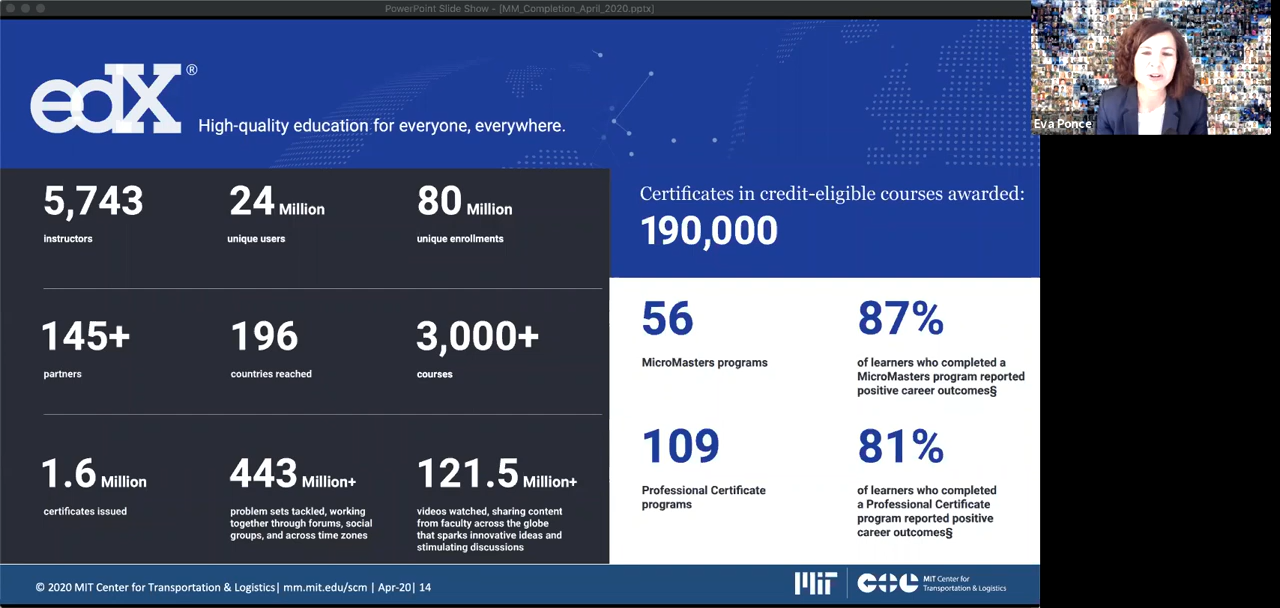 PowerPoint Slide Show - [MM_Completion_April_2020.pptx]
Eva Ponce
edX®
High-quality education for everyone, everywhere.
5,743
instructors
24 Million
unique users
80 Million
unique enrollments
145+
partners
196
countries reached
3,000+
courses
1.6 Million
certificates issued
443 Million+
problem sets tackled, working
together through forums, social
groups, and across time zones
121.5 Million+
videos watched, sharing content
from faculty across the globe
that sparks innovative ideas and
stimulating discussions
Certificates in credit-eligible courses awarded:
190,000
56
MicroMasters programs
87%
of learners who completed a
MicroMasters program reported
positive career outcomes§
109
Professional Certificate
programs
81%
of learners who completed
a Professional Certificate
program reported positive
career outcomes§
© 2020 MIT Center for Transportation & Logistics| mm.mit.edu/scm | Apr-20| 14
MIT
CTL
MIT Center for
Transportation & Logistics